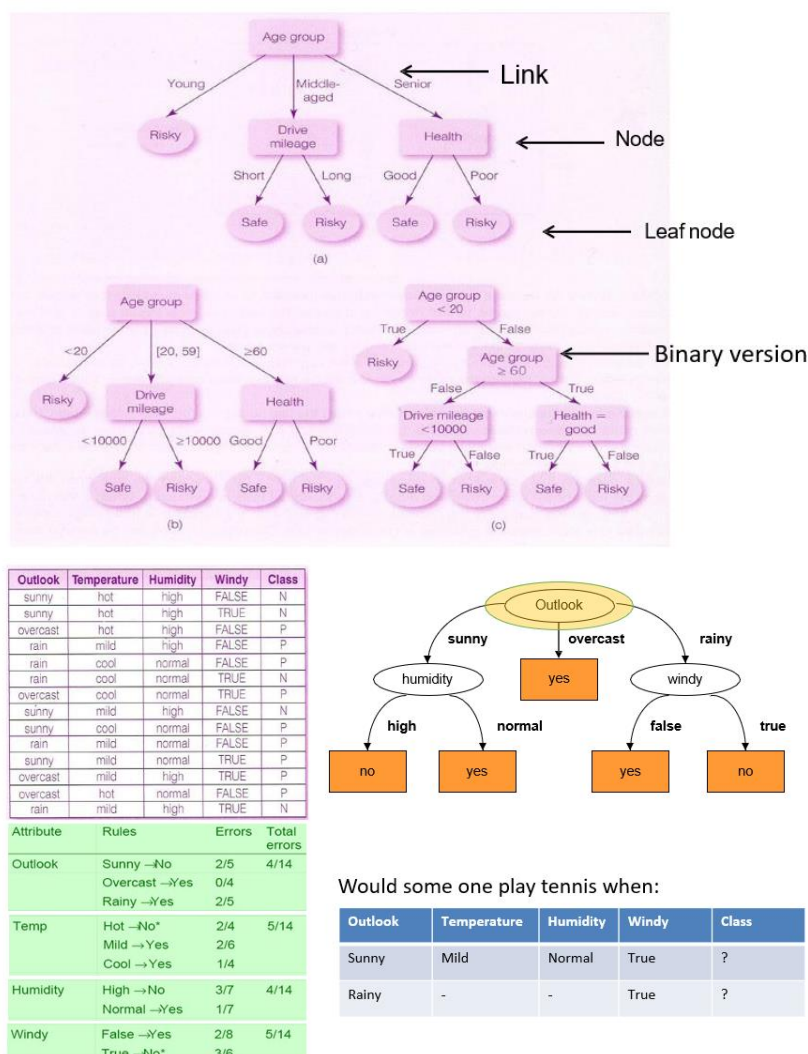 Age group
Link
Young
Middle-
aged
Senior
Risky
Drive
mileage
Health
Node
Short
Long
Good
Poor
Safe
Risky
Safe
Risky
Leaf node
(a)
Age group
Age group
< 20
<20
[20, 59]
≥60
True
False
Risky
Age group
≥ 60
Binary version
Risky
Drive
mileage
Health
False
True
Drive mileage
<10000
Health =
good
<10000
≥10000
Good
Poor
True
False
True
False
Safe
Risky
Safe
Risky
Safe
Risky
Safe
Risky
(b)
(c)
Outlook Temperature Humidity Windy Class
sunny hot high FALSE N
sunny hot high TRUE N
overcast hot high FALSE P
rain mild high FALSE P
rain cool normal FALSE P
rain cool normal TRUE N
overcast cool normal TRUE P
sunny mild high FALSE N
sunny cool normal FALSE P
rain mild normal FALSE P
sunny mild normal TRUE P
overcast mild high TRUE P
overcast hot normal FALSE P
rain mild high TRUE N
Outlook
sunny
overcast
rainy
humidity
yes
windy
high
normal
false
true
no
yes
yes
no
Attribute Rules Errors Total
errors
Outlook Sunny →No 2/5 4/14
Overcast →Yes 0/4
Rainy →Yes 2/5
Temp Hot →No* 2/4 5/14
Mild →Yes 2/6
Cool →Yes 1/4
Humidity High →No 3/7 4/14
Normal →Yes 1/7
Windy False →Yes 2/8 5/14
True →No* 3/6
Would some one play tennis when:
Outlook Temperature Humidity Windy Class
Sunny Mild Normal True ?
Rainy - - True ?